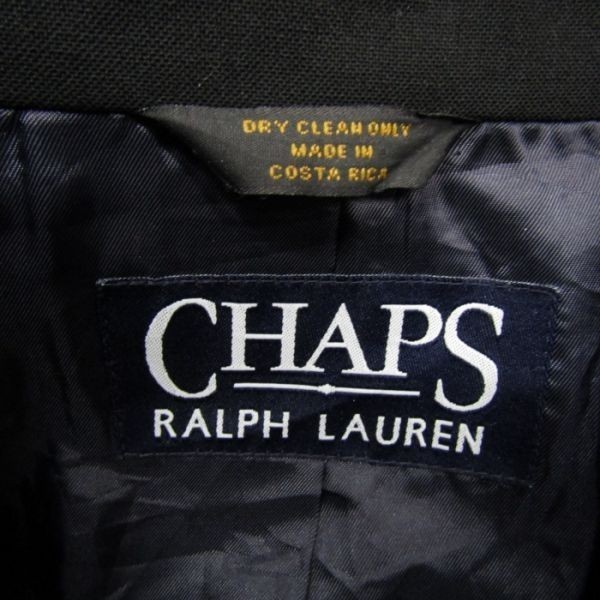 DRY CLEAN ONLY
MADE IN
COSTA RICA
CHAPS
RALPH LAUREN